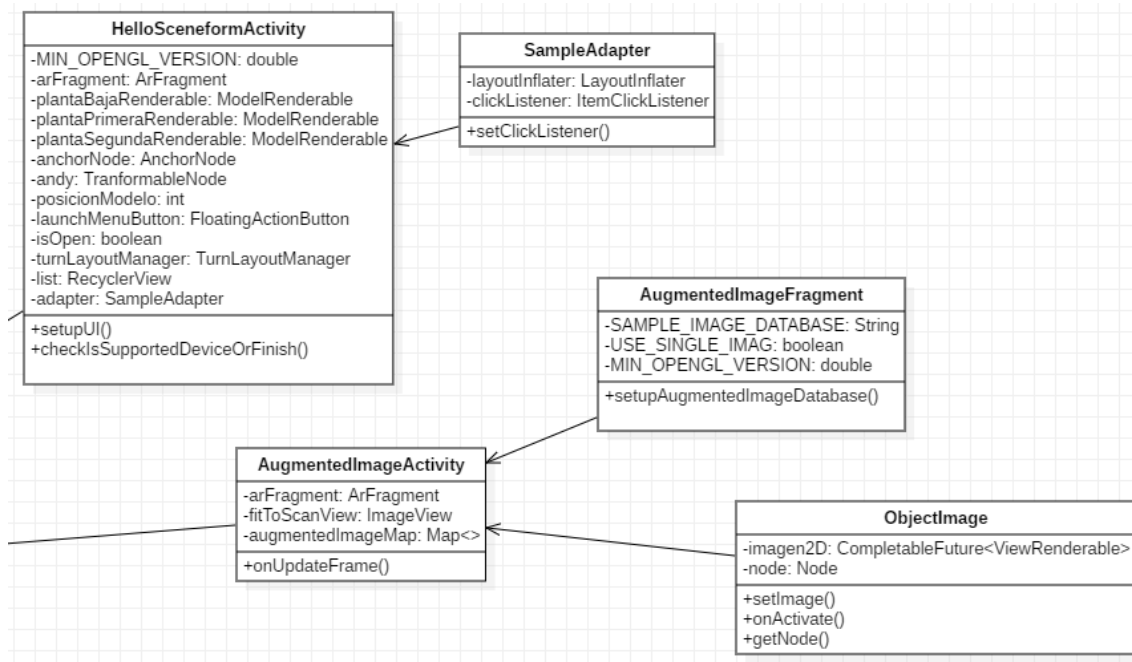 HelloSceneformActivity
-MIN_OPENGL_VERSION: double
-arFragment: ArFragment
-plantaBajaRenderable: ModelRenderable
-plantaPrimeraRenderable: ModelRenderable
-plantaSegundaRenderable: ModelRenderable
-anchorNode: AnchorNode
-andy: TranformableNode
-posicionModelo: int
-launchMenuButton: FloatingActionButton
-isOpen: boolean
-turnLayoutManager: TurnLayoutManager
-list: RecyclerView
-adapter: SampleAdapter
+setupUI()
+checkIsSupportedDeviceOrFinish()
SampleAdapter
-layoutInflater: LayoutInflater
-clickListener: ItemClickListener
+setClickListener()
AugmentedImageFragment
-SAMPLE_IMAGE_DATABASE: String
-USE_SINGLE_IMAG: boolean
-MIN_OPENGL_VERSION: double
+setupAugmentedImageDatabase()
AugmentedImageActivity
-arFragment: ArFragment
-fitToScanView: ImageView
-augmentedImageMap: Map<>
+onUpdateFrame()
ObjectImage
-imagen2D: CompletableFuture<ViewRenderable>
-node: Node
+setImage()
+onActivate()
+getNode()